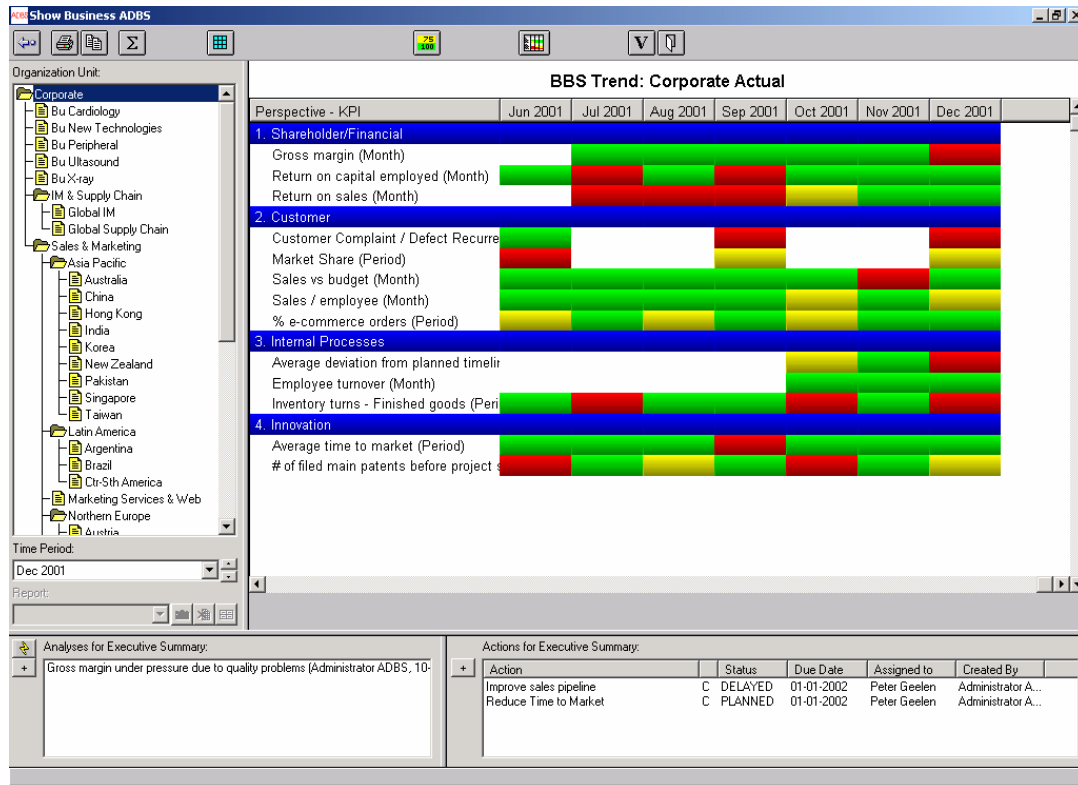 ADBS Show Business ADBS
Σ 75 100 V
Organization Unit:
Corporate
Bu Cardiology
Bu New Technologies
Bu Peripheral
Bu Ultasound
Bu X-ray
IM & Supply Chain
Global IM
Global Supply Chain
Sales & Marketing
Asia Pacific
Australia
China
Hong Kong
India
Korea
New Zealand
Pakistan
Singapore
Taiwan
Latin America
Argentina
Brazil
Ctr-Sth America
Marketing Services & Web
Northern Europe
Austria
Time Period:
Dec 2001
Report:
BBS Trend: Corporate Actual
Perspective - KPI Jun 2001 Jul 2001 Aug 2001 Sep 2001 Oct 2001 Nov 2001 Dec 2001
1. Shareholder/Financial
Gross margin (Month)
Return on capital employed (Month)
Return on sales (Month)
2. Customer
Customer Complaint / Defect Recurre
Market Share (Period)
Sales vs budget (Month)
Sales / employee (Month)
% e-commerce orders (Period)
3. Internal Processes
Average deviation from planned timelir
Employee turnover (Month)
Inventory turns - Finished goods (Peri
4. Innovation
Average time to market (Period)
# of filed main patents before project s
Analyses for Executive Summary:
+ Gross margin under pressure due to quality problems (Administrator ADBS, 10-
Actions for Executive Summary:
+ Action Status Due Date Assigned to Created By
Improve sales pipeline C DELAYED 01-01-2002 Peter Geelen Administrator A...
Reduce Time to Market C PLANNED 01-01-2002 Peter Geelen Administrator A...